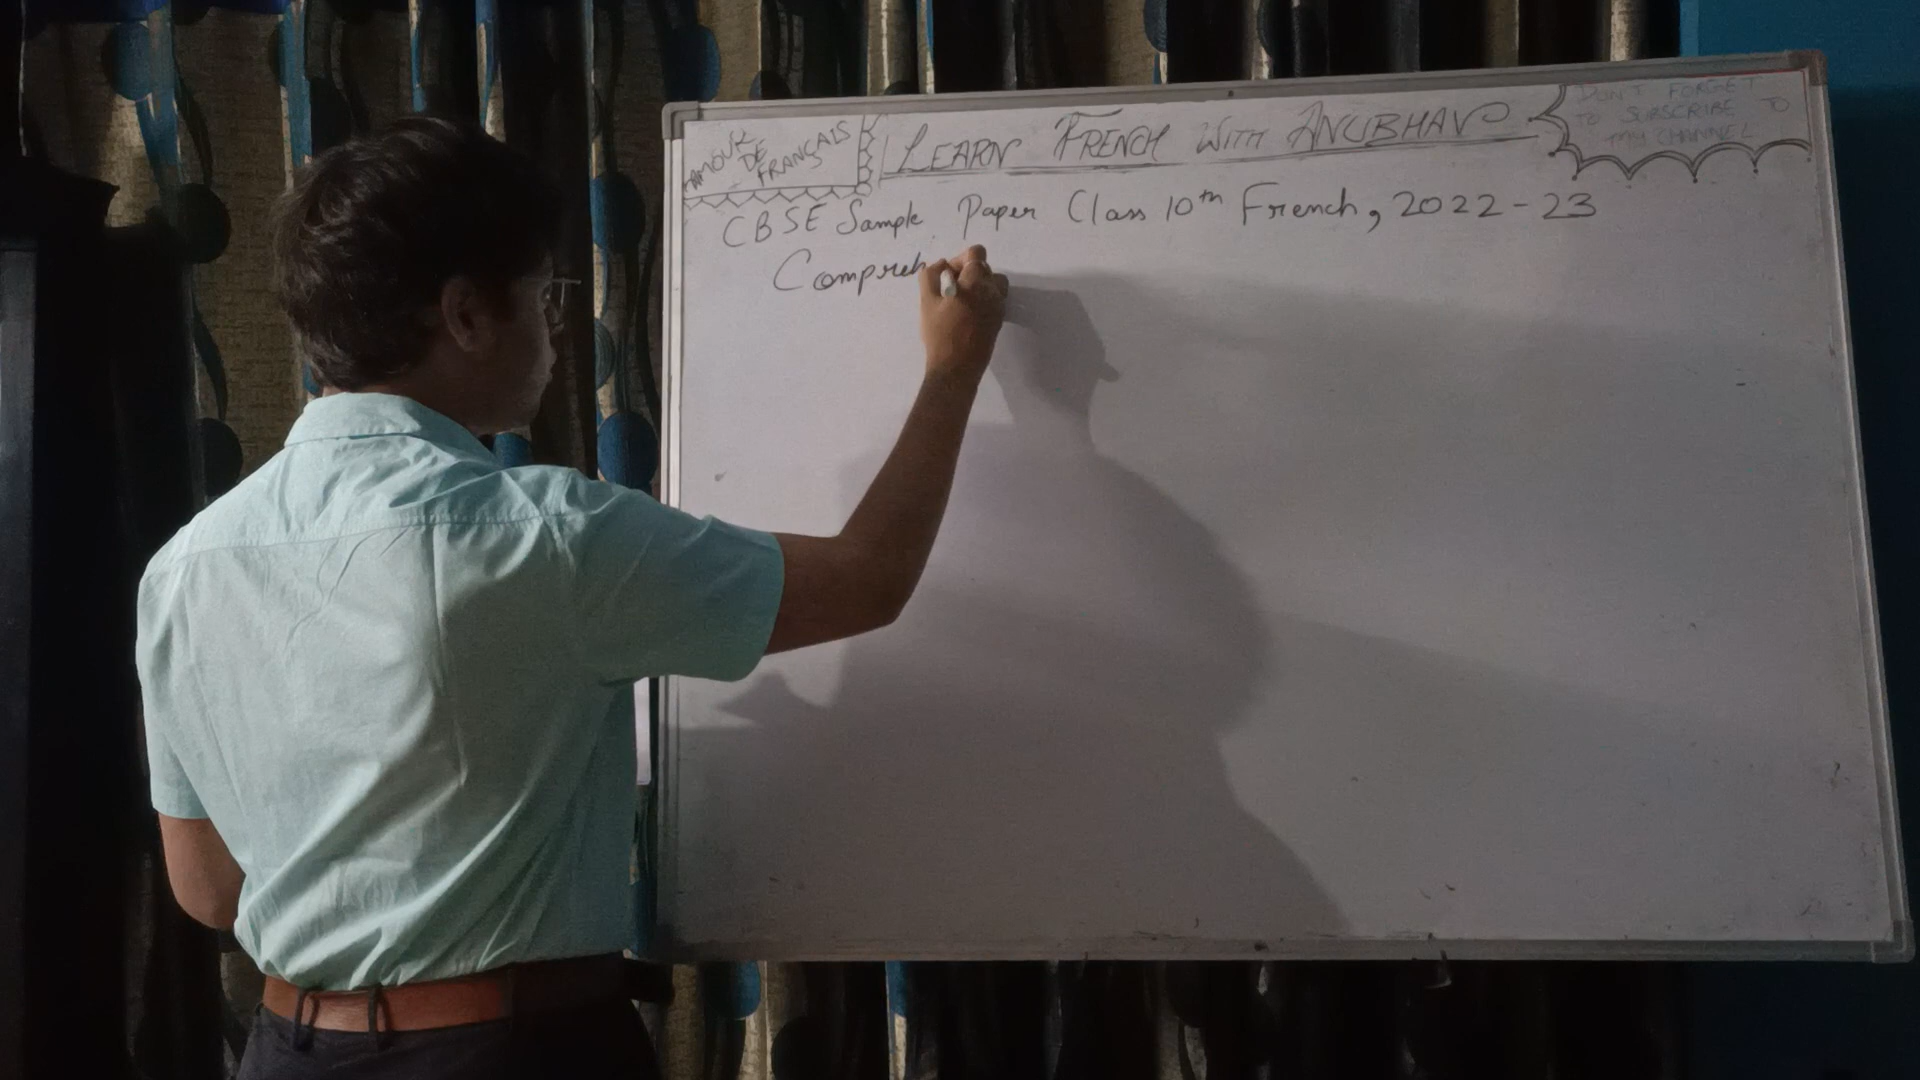 AMOUR
DE
FRANCAIS
LEARN FRENCH WITH ANUBHAV
DON'T FORGET
TO SUBSCRIBE TO
MY CHANNEL
CBSE Sample Paper Class 10th French, 2022-23
Compreh